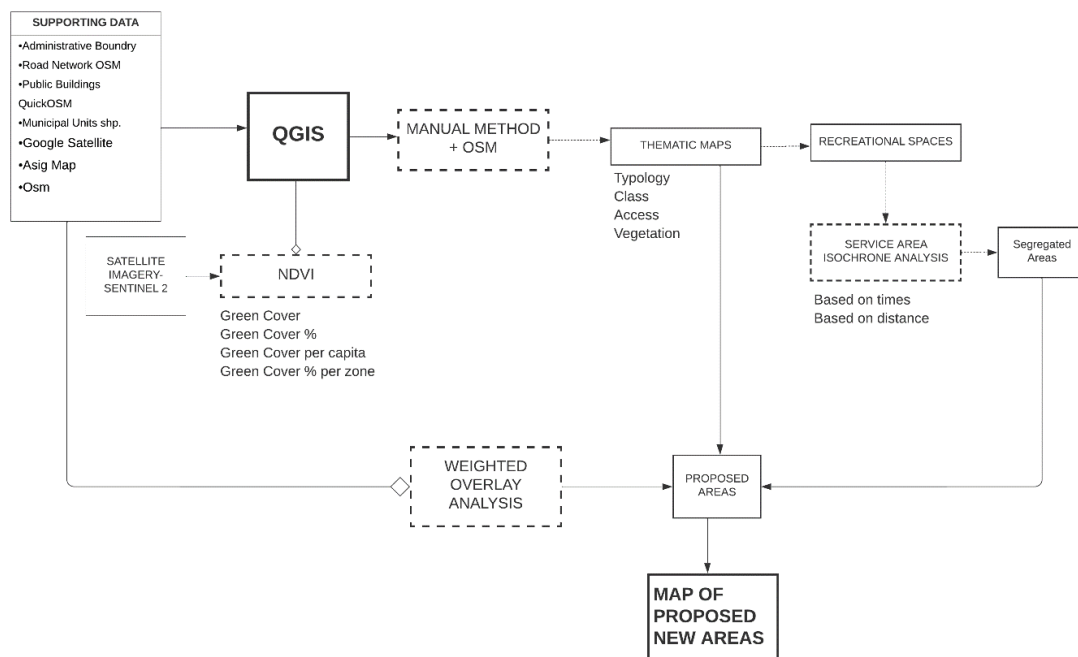 SUPPORTING DATA
•Administrative Boundry
•Road Network OSM
•Public Buildings
QuickOSM
•Municipal Units shp.
•Google Satellite
•Asig Map
•Osm
QGIS
MANUAL METHOD
+ OSM
THEMATIC MAPS
Typology
Class
Access
Vegetation
RECREATIONAL SPACES
SERVICE AREA
ISOCHRONE ANALYSIS
Based on times
Based on distance
Segregated
Areas
SATELLITE
IMAGERY-
SENTINEL 2
NDVI
Green Cover
Green Cover %
Green Cover per capita
Green Cover % per zone
WEIGHTED
OVERLAY
ANALYSIS
PROPOSED
AREAS
MAP OF
PROPOSED
NEW AREAS